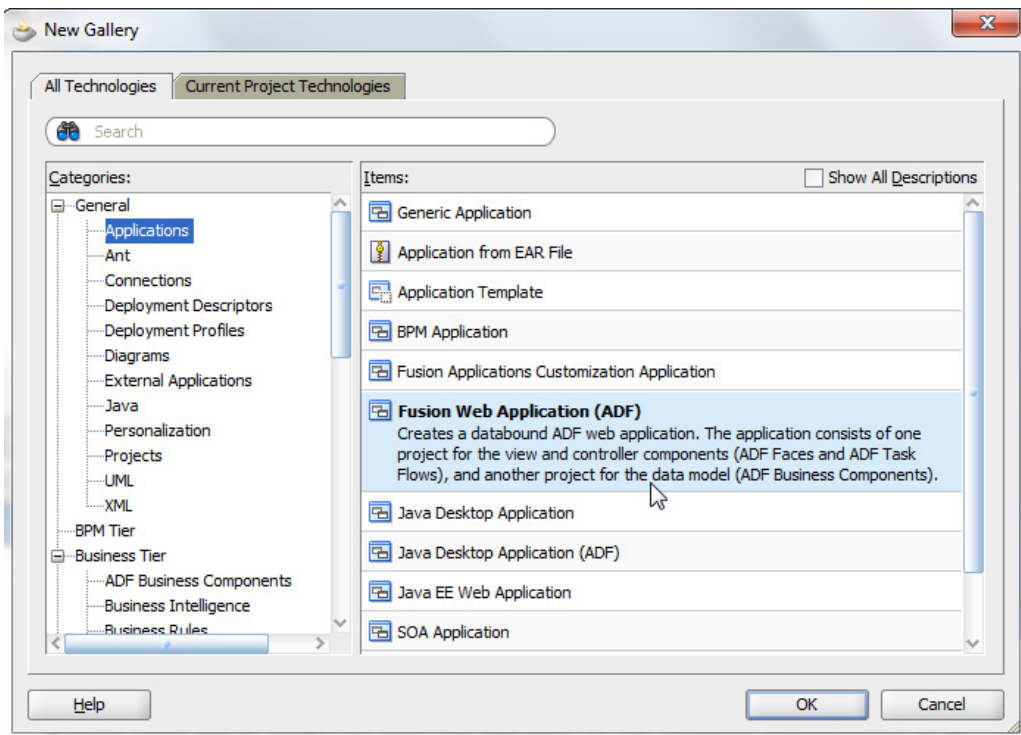 New Gallery
All Technologies
Current Project Technologies
Search
Categories:
General
Applications
Ant
Connections
Deployment Descriptors
Deployment Profiles
Diagrams
External Applications
Java
Personalization
Projects
UML
XML
BPM Tier
Business Tier
ADF Business Components
Business Intelligence
Business Rules
Items:
Show All Descriptions
Generic Application
Application from EAR File
Application Template
BPM Application
Fusion Applications Customization Application
Fusion Web Application (ADF)
Creates a databound ADF web application. The application consists of one
project for the view and controller components (ADF Faces and ADF Task
Flows), and another project for the data model (ADF Business Components).
Java Desktop Application
Java Desktop Application (ADF)
Java EE Web Application
SOA Application
Help
OK
Cancel